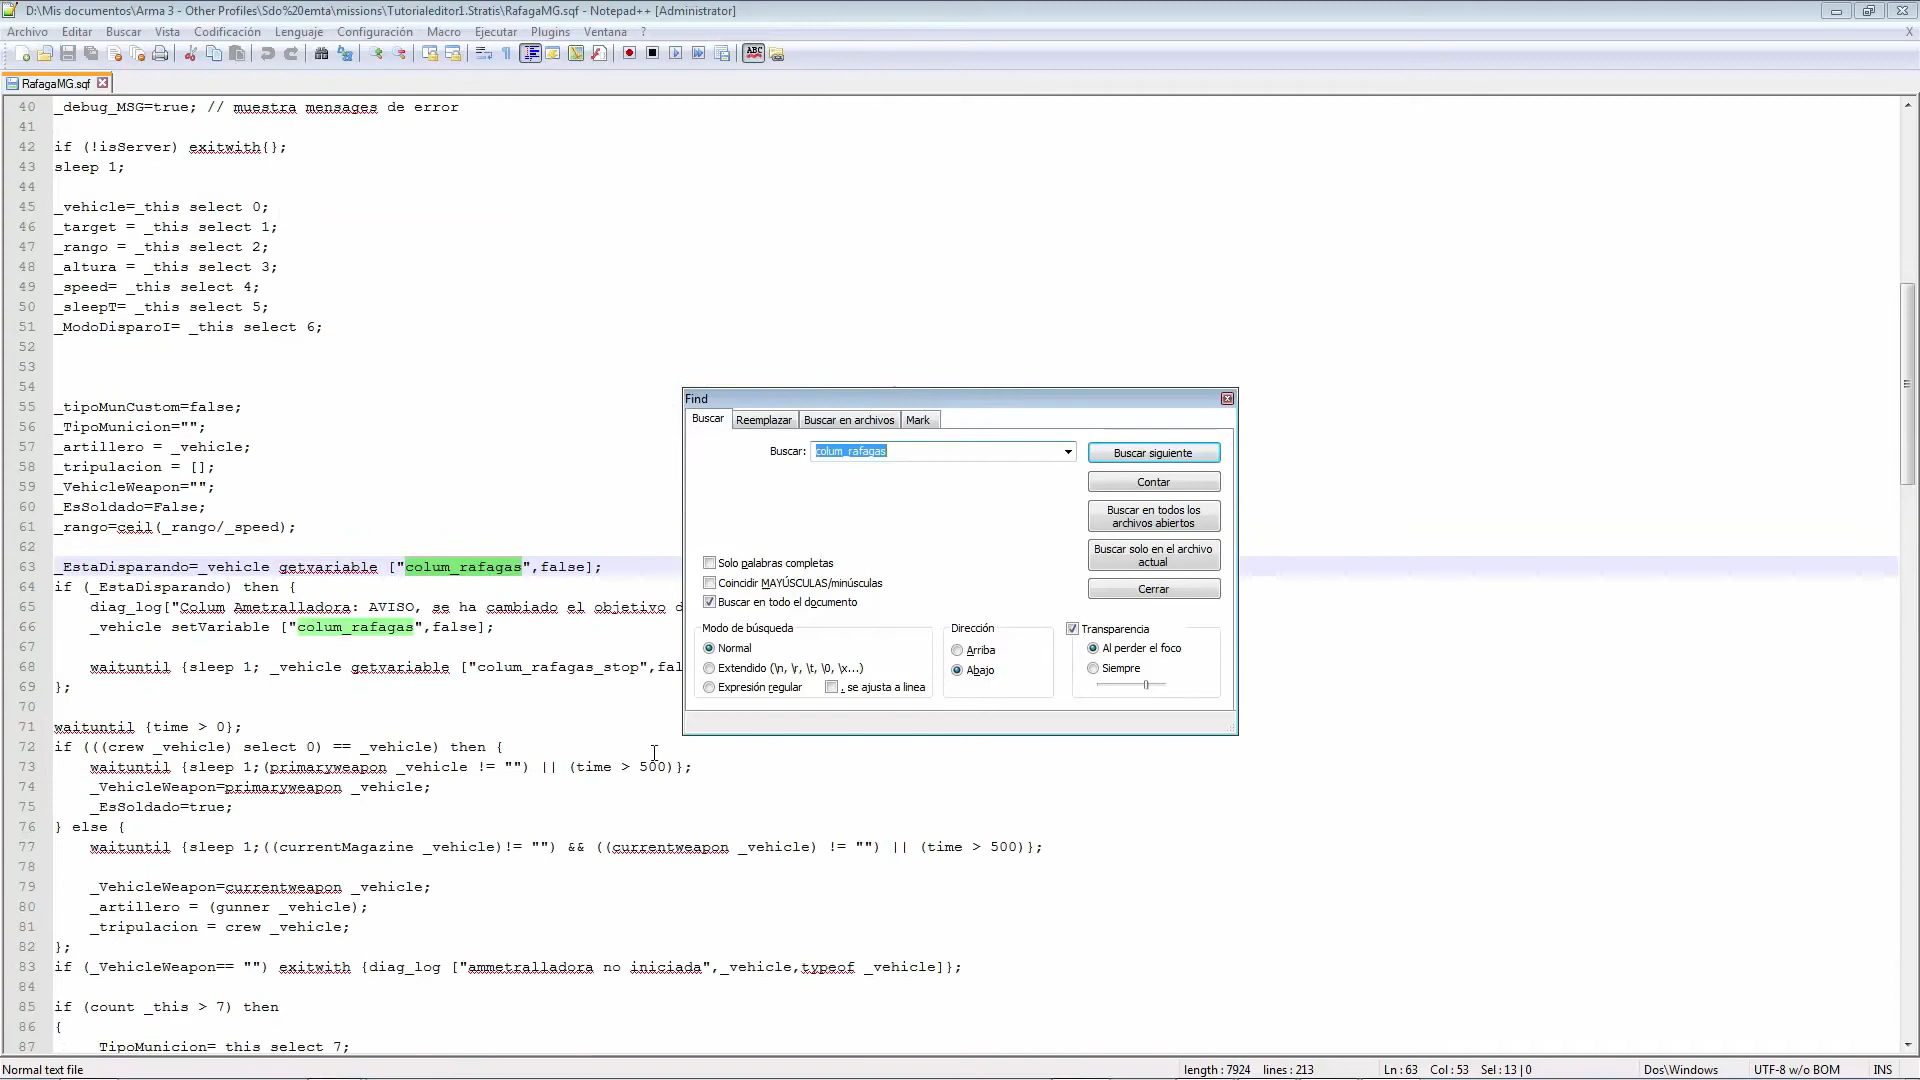 D:\Mis documentos\Arma 3 - Other Profiles\Sdo%20emta\missions\Tutorialeditor1.Stratis\RafagaMG.sqf - Notepad++ [Administrator]
Archivo Editar Buscar Vista Codificación Lenguaje Configuración Macro Ejecutar Plugins Ventana ? X
ABC
RafagaMG.sqf
40 _debug_MSG=true; // muestra mensages de error
41
42 if (!isServer) exitwith{};
43 sleep 1;
44
45 _vehicle=_this select 0;
46 _target = _this select 1;
47 _rango = _this select 2;
48 _altura = _this select 3;
49 _speed= _this select 4;
50 _sleepT= _this select 5;
51 _ModoDisparoI= _this select 6;
52
53
54
55 _tipoMunCustom=false;
56 _TipoMunicion="";
57 _artillero = _vehicle;
58 _tripulacion = [];
59 _VehicleWeapon="";
60 _EsSoldado=False;
61 _rango=ceil(_rango/_speed);
62
63 _EstaDisparando=_vehicle getvariable ["colum_rafagas",false];
64 if (_EstaDisparando) then {
65 diag_log["Colum Ametralladora: AVISO, se ha cambiado el objetivo d
66 _vehicle setVariable ["colum_rafagas",false];
67
68 waituntil {sleep 1; _vehicle getvariable ["colum_rafagas_stop",fal
69 };
70
71 waituntil {time > 0};
72 if (((crew _vehicle) select 0) == _vehicle) then {
73 waituntil {sleep 1;(primaryweapon _vehicle != "") || (time > 500)};
74 _VehicleWeapon=primaryweapon _vehicle;
75 _EsSoldado=true;
76 } else {
77 waituntil {sleep 1;((currentMagazine _vehicle)!= "") && ((currentweapon _vehicle) != "") || (time > 500)};
78
79 _VehicleWeapon=currentweapon _vehicle;
80 _artillero = (gunner _vehicle);
81 _tripulacion = crew _vehicle;
82 };
83 if (_VehicleWeapon== "") exitwith {diag_log ["ammetralladora no iniciada",_vehicle,typeof _vehicle]};
84
85 if (count _this > 7) then
86 {
87 _TipoMunicion=_this select 7;
Find
Buscar Reemplazar Buscar en archivos Mark
Buscar: colum_rafagas
Buscar siguiente
Contar
Buscar en todos los
archivos abiertos
Buscar solo en el archivo
actual
Cerrar
Solo palabras completas
Coincidir MAYÚSCULAS/minúsculas
Buscar en todo el documento
Modo de búsqueda
Normal
Extendido (\n, \r, \t, \0, \x...)
Expresión regular . se ajusta a linea
Dirección
Arriba
Abajo
Transparencia
Al perder el foco
Siempre
Normal text file length : 7924 lines : 213 Ln : 63 Col : 53 Sel : 13 | 0 Dos\Windows UTF-8 w/o BOM INS